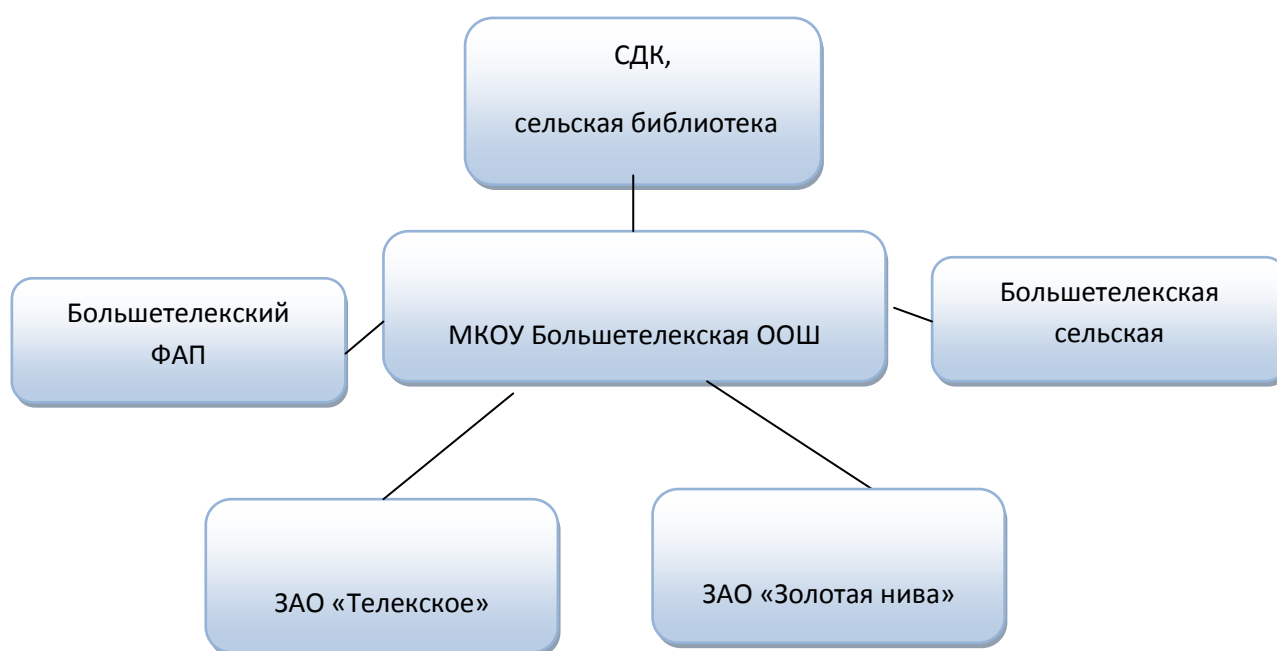 СДК,
сельская библиотека
Большетелекский
ФАП
МКОУ Большетелекская ООШ
Большетелекская
сельская
ЗАО «Телекское»
ЗАО «Золотая нива»